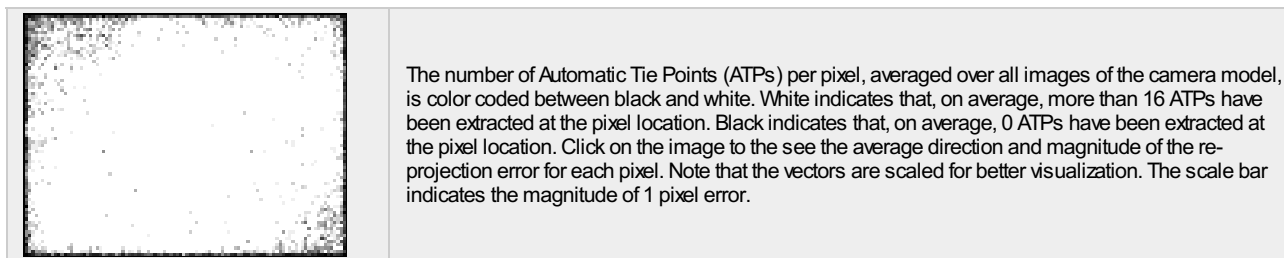 The number of Automatic Tie Points (ATPs) per pixel, averaged over all images of the camera model,
is color coded between black and white. White indicates that, on average, more than 16 ATPs have
been extracted at the pixel location. Black indicates that, on average, 0 ATPs have been extracted at
the pixel location. Click on the image to the see the average direction and magnitude of the re-
projection error for each pixel. Note that the vectors are scaled for better visualization. The scale bar
indicates the magnitude of 1 pixel error.